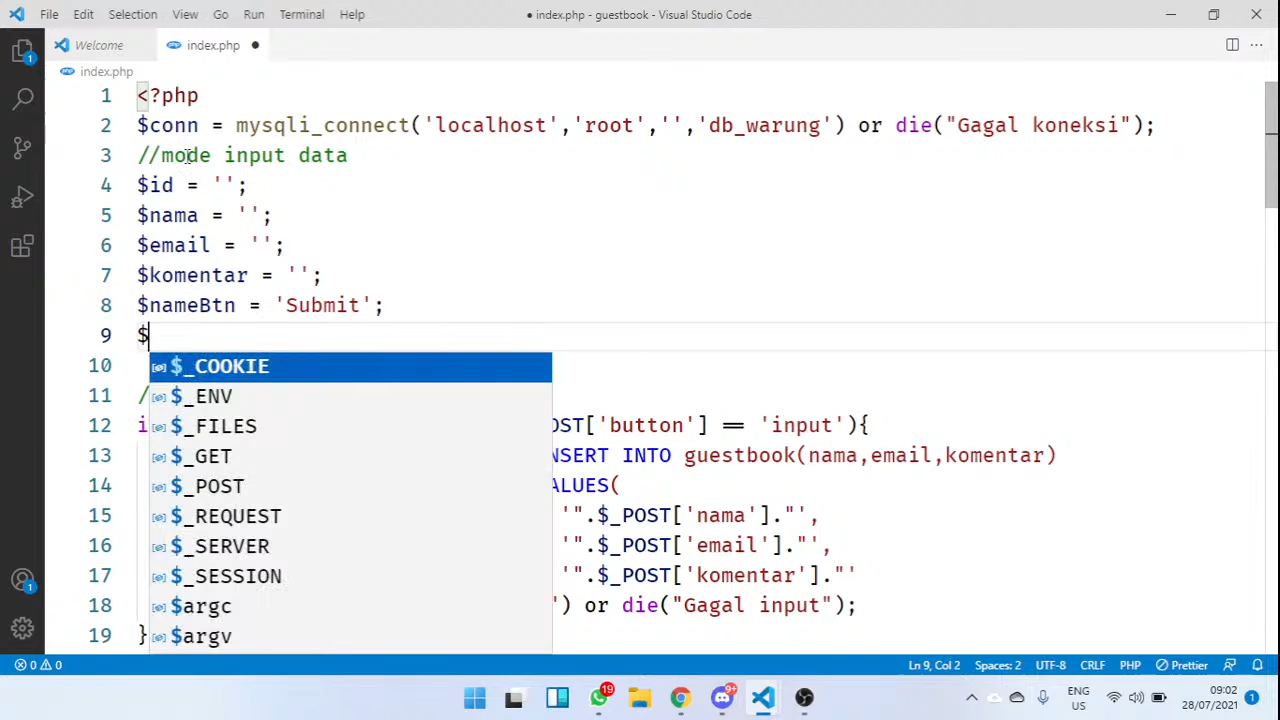 File Edit Selection View Go Run Terminal Help ● index.php - guestbook - Visual Studio Code
Welcome index.php ●
index.php
1 <?php
2 $conn = mysqli_connect('localhost','root','','db_warung') or die("Gagal koneksi");
3 //mode input data
4 $id = '';
5 $nama = '';
6 $email = '';
7 $komentar = '';
8 $nameBtn = 'Submit';
9 $
10 $_COOKIE
$_ENV
11 /
$_FILES
12 i OST['button'] == 'input'){
$_GET
13 NSERT INTO guestbook(nama,email,komentar)
$_POST
14 ALUES(
$_REQUEST
15 '".$_POST['nama']."',
$_SERVER
16 '".$_POST['email']."',
$_SESSION
17 '".$_POST['komentar']."'
$argc
18 ") or die("Gagal input");
$argv
19 }
0 0 Ln 9, Col 2 Spaces: 2 UTF-8 CRLF PHP Prettier
19 9+ ENG US 09:02 28/07/2021 1